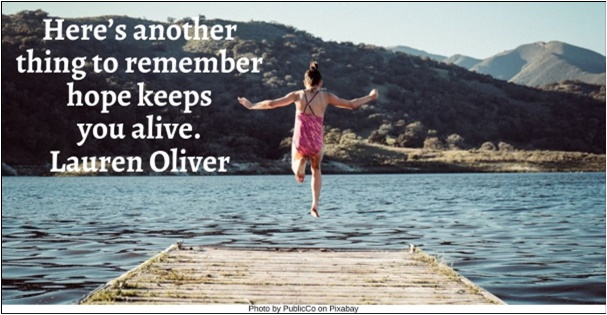 Here's another
thing to remember
hope keeps
you alive.
Lauren Oliver
Photo by PublicCo on Pixabay